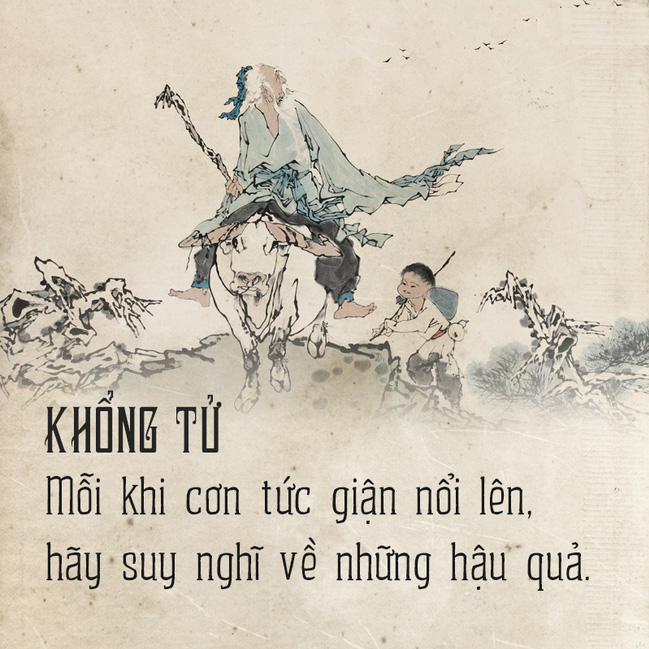 KHỔNG TỬ
Mỗi khi cơn tức giận nổi lên,
hãy suy nghĩ về những hậu quả.